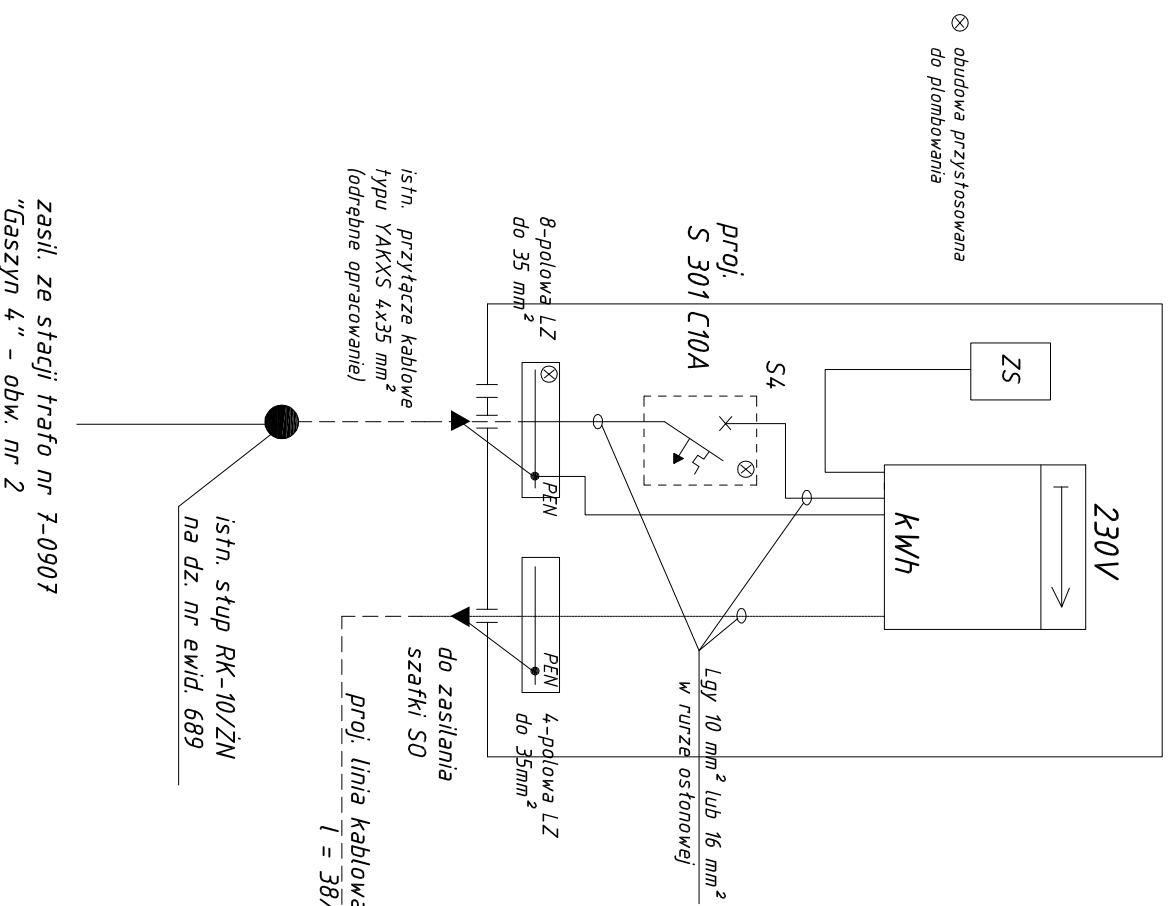 ⊗ obudowa przystosowana
do plombowania
230V
kWh
ZS
S4
proj.
S 301 C10A
8-polowa LZ
do 35 mm²
PEN
PEN
4-polowa LZ
do 35mm²
Lgy 10 mm² lub 16 mm²
w rurze osłonowej
istn. przyłącze kablowe
typu YAKXS 4x35 mm²
(odrębne opracowanie)
do zasilania
szafki SO
proj. linia kablowa
l = 38
istn. słup RK-10/ŻN
na dz. nr ewid. 689
zasil. ze stacji trafo nr 7-0907
"Gaszyn 4" - obw. nr 2